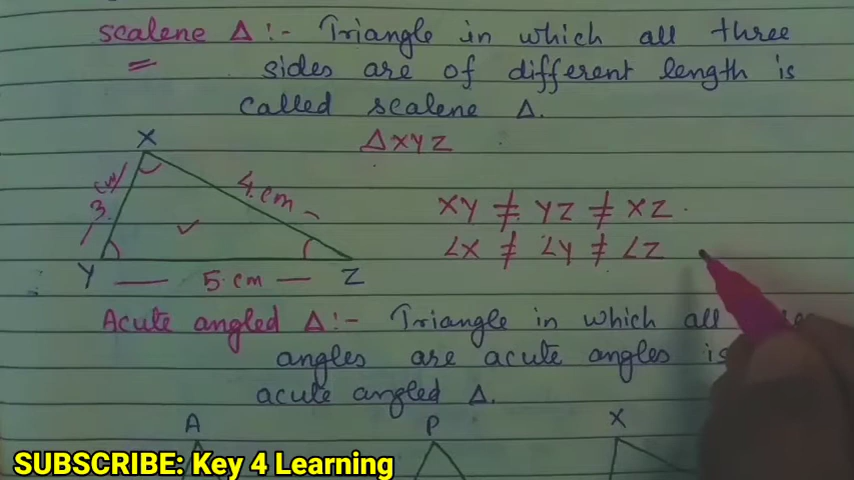 scalene Δ :- Triangle in which all three
sides are of different length is
called scalene Δ.
ΔXYZ
X
3 cm
4 cm
XY ≠ YZ ≠ XZ
∠X ≠ ∠Y ≠ ∠Z
Y
5 cm
Z
Acute angled Δ :- Triangle in which all
angles are acute angles is
acute angled Δ.
A P X
SUBSCRIBE: Key 4 Learning